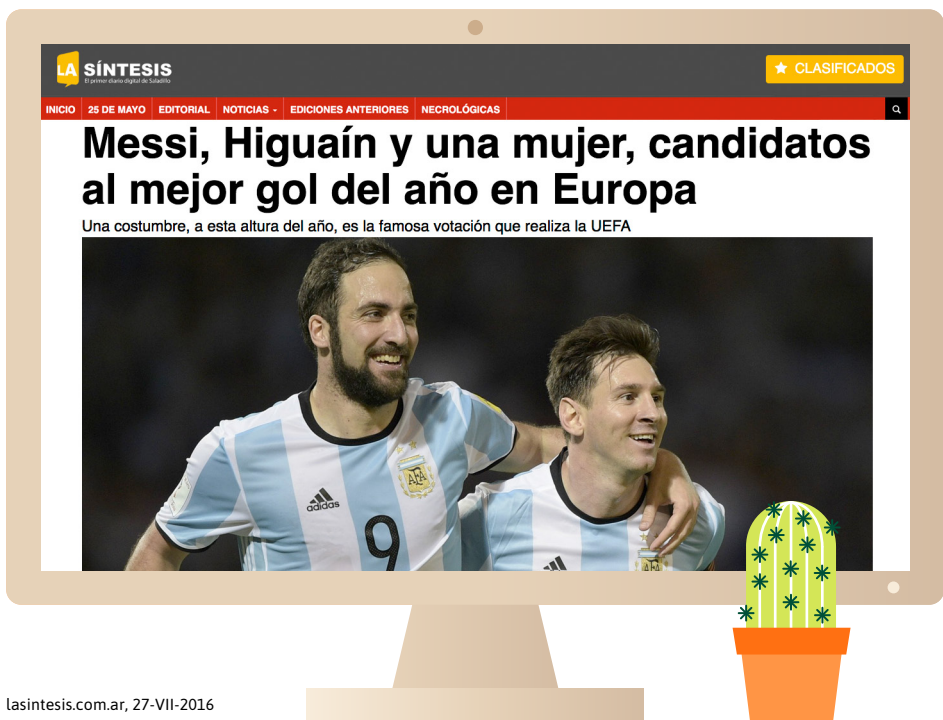 LA SÍNTESIS
El primer diario digital de Saladillo
★ CLASIFICADOS
INICIO 25 DE MAYO EDITORIAL NOTICIAS EDICIONES ANTERIORES NECROLÓGICAS
Messi, Higuaín y una mujer, candidatos
al mejor gol del año en Europa
Una costumbre, a esta altura del año, es la famosa votación que realiza la UEFA
AFA
adidas
9
lasintesis.com.ar, 27-VII-2016